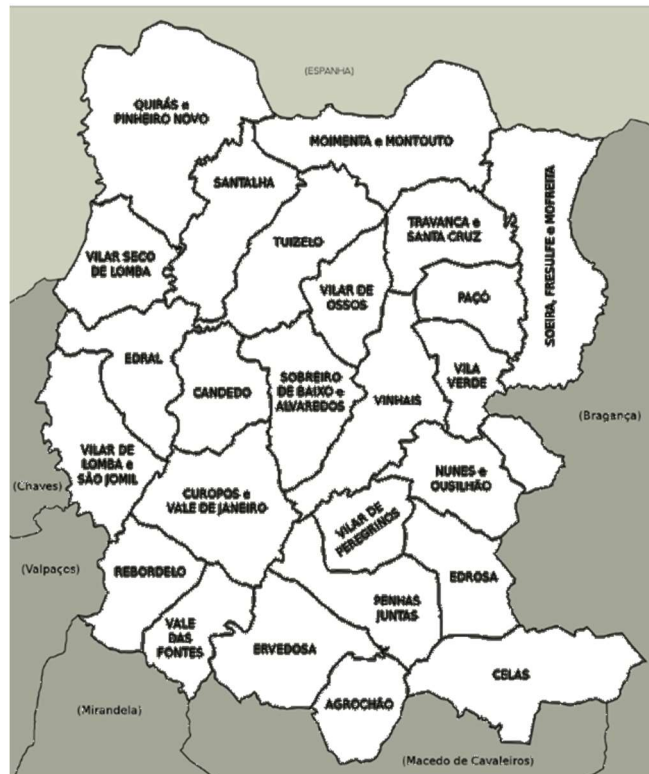 (ESPANHA)
QUIRÁS e
PINHEIRO NOVO
MOIMENTA e MONTOUTO
SANTALHA
SOEIRA, FRESULFE e MOFREITA
TRAVANCA e
SANTA CRUZ
TUIZELO
VILAR SECO
DE LOMBA
VILAR DE
OSSOS
PAÇÓ
EDRAL
VILA
VERDE
CANDEDO
SOBREIRO
DE BAIXO e
ALVAREDOS
VINHAIS
(Bragança)
VILAR DE
LOMBA e
SÃO JOMIL
NUNES e
OUSILHÃO
(Chaves)
CUROPOS e
VALE DE JANEIRO
VILAR DE
PEREGRINOS
(Valpaços)
REBORDELO
EDROSA
PENHAS
JUNTAS
VALE
DAS
FONTES
ERVEDOSA
CELAS
AGROCHÃO
(Mirandela)
(Macedo de Cavaleiros)